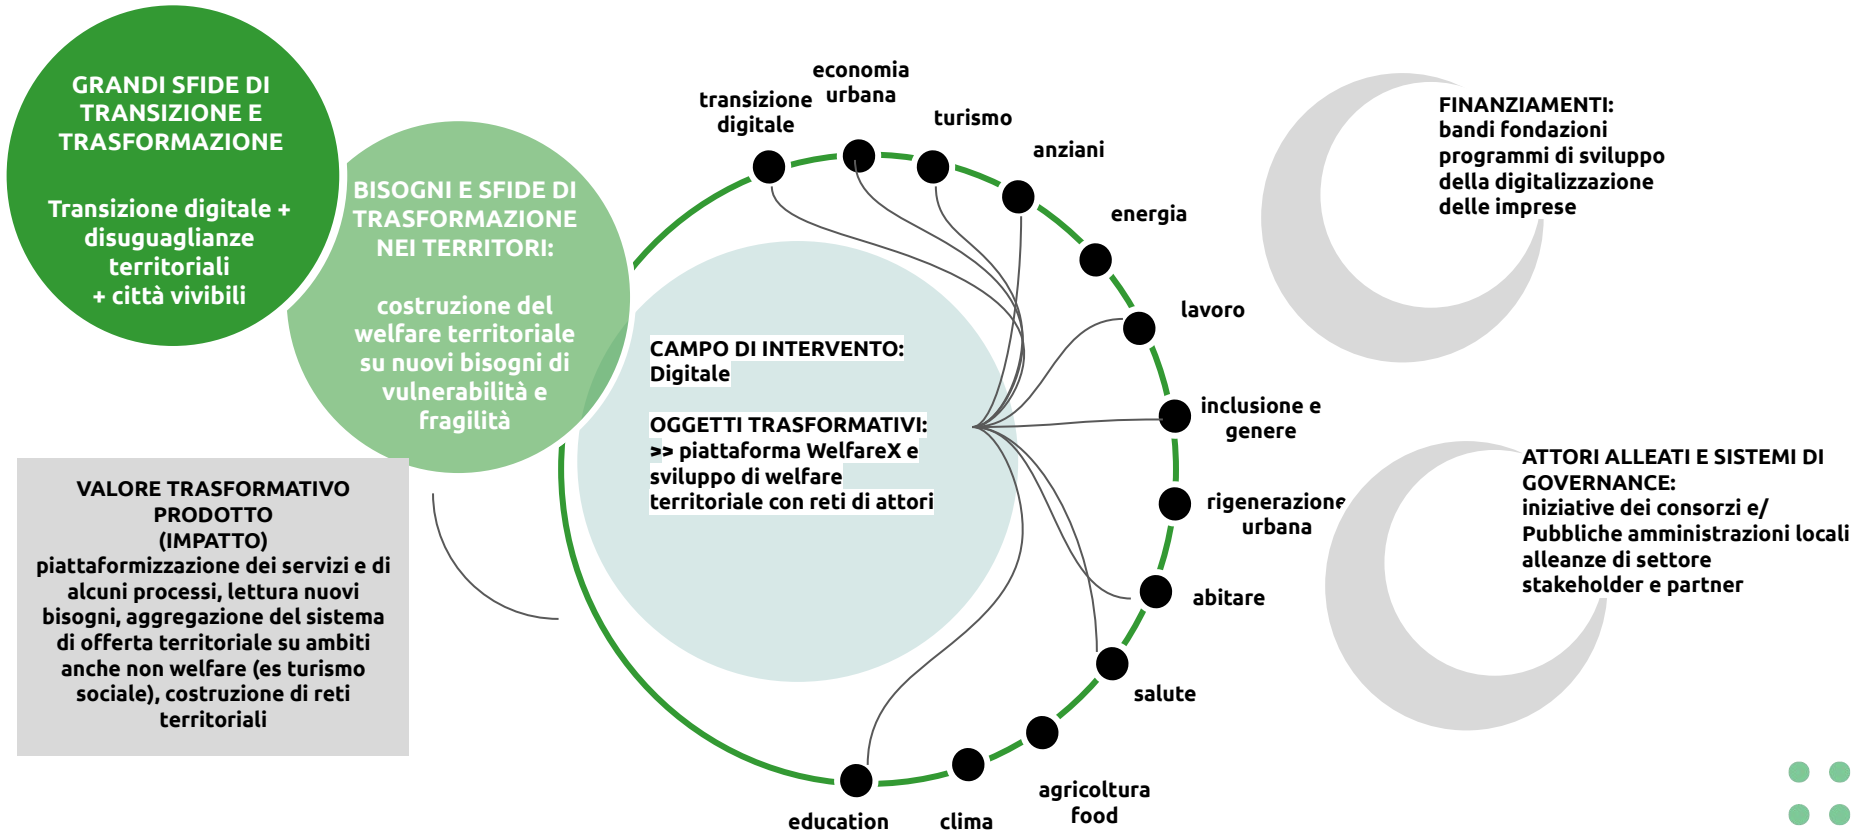 GRANDI SFIDE DI
TRANSIZIONE E
TRASFORMAZIONE
Transizione digitale +
disuguaglianze
territoriali
+ città vivibili
BISOGNI E SFIDE DI
TRASFORMAZIONE
NEI TERRITORI:
costruzione del
welfare territoriale
su nuovi bisogni di
vulnerabilità e
fragilità
VALORE TRASFORMATIVO
PRODOTTO
(IMPATTO)
piattaformizzazione dei servizi e di
alcuni processi, lettura nuovi
bisogni, aggregazione del sistema
di offerta territoriale su ambiti
anche non welfare (es turismo
sociale), costruzione di reti
territoriali
CAMPO DI INTERVENTO:
Digitale
OGGETTI TRASFORMATIVI:
>> piattaforma WelfareX e
sviluppo di welfare
territoriale con reti di attori
transizione
digitale
economia
urbana
turismo
anziani
energia
lavoro
inclusione e
genere
rigenerazione
urbana
abitare
salute
agricoltura
food
clima
education
FINANZIAMENTI:
bandi fondazioni
programmi di sviluppo
della digitalizzazione
delle imprese
ATTORI ALLEATI E SISTEMI DI
GOVERNANCE:
iniziative dei consorzi e/
Pubbliche amministrazioni locali
alleanze di settore
stakeholder e partner